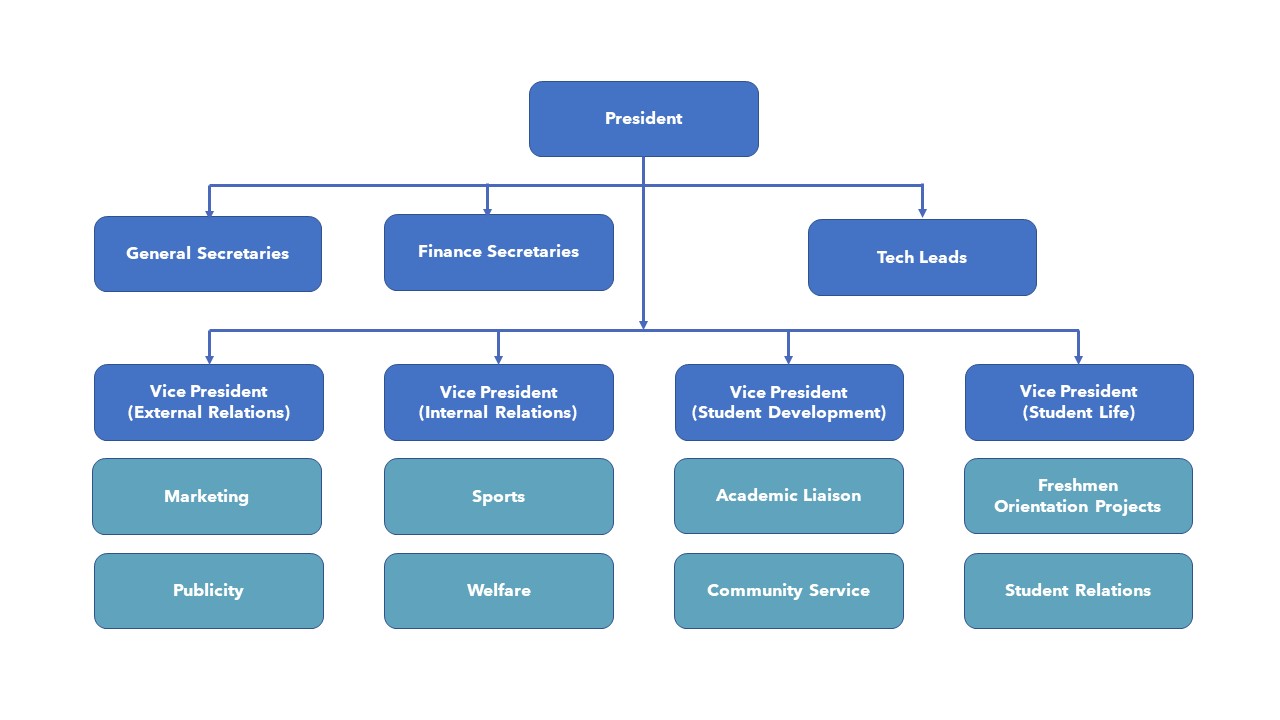 President
General Secretaries
Finance Secretaries
Tech Leads
Vice President
(External Relations)
Vice President
(Internal Relations)
Vice President
(Student Development)
Vice President
(Student Life)
Marketing
Sports
Academic Liaison
Freshmen
Orientation Projects
Publicity
Welfare
Community Service
Student Relations